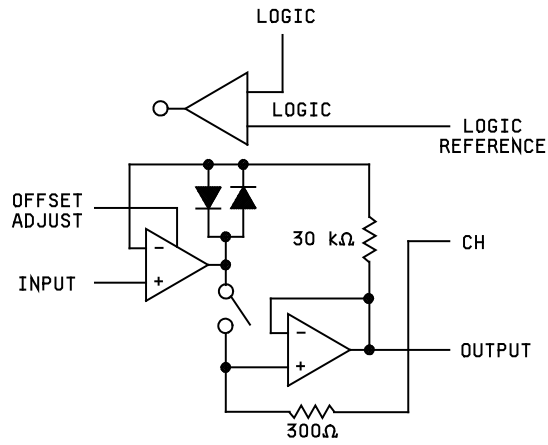 LOGIC
LOGIC
LOGIC
REFERENCE
OFFSET
ADJUST
30 kΩ
CH
−
INPUT
+
−
OUTPUT
+
300Ω